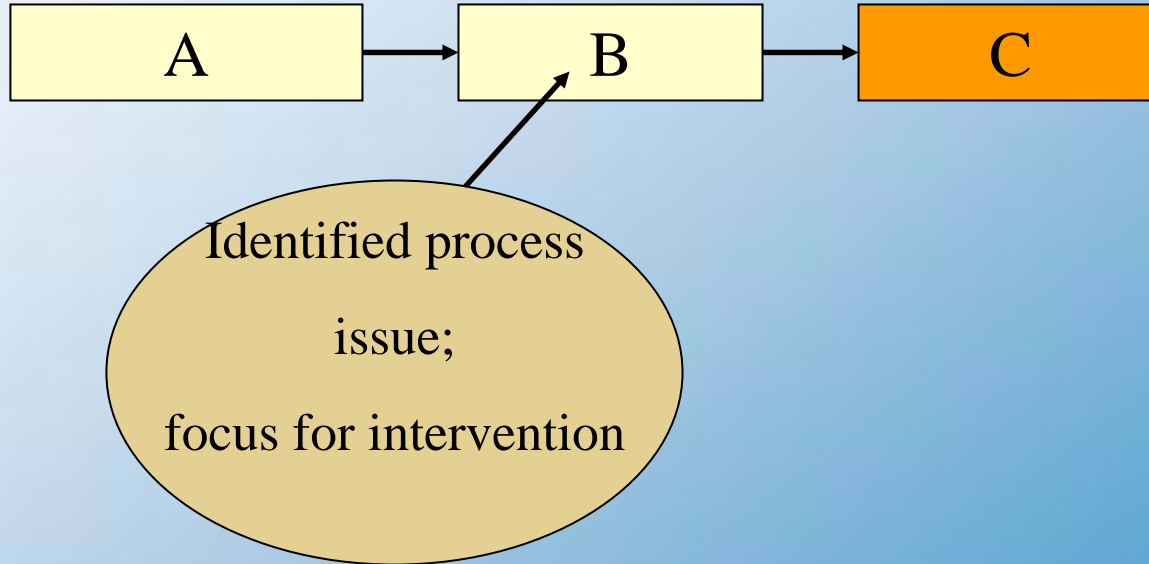 A
B
C
Identified process
issue;
focus for intervention